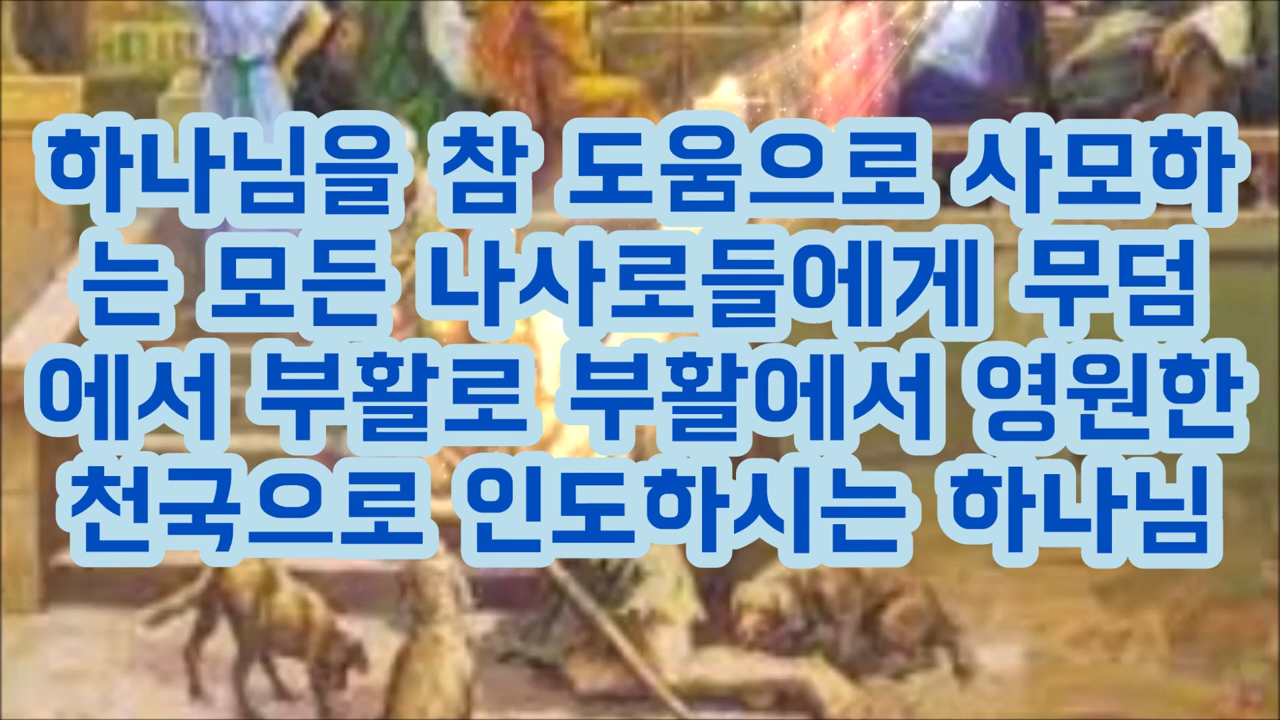 하나님을 참 도움으로 사모하
는 모든 나사로들에게 무덤
에서 부활로 부활에서 영원한
천국으로 인도하시는 하나님